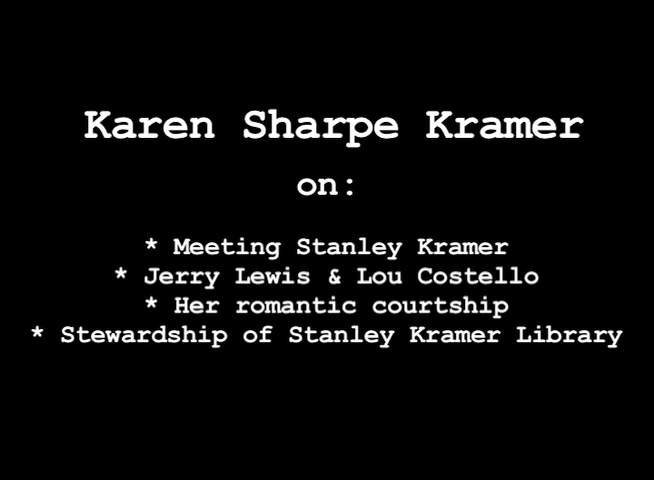 Karen Sharpe Kramer
on:
* Meeting Stanley Kramer
* Jerry Lewis & Lou Costello
* Her romantic courtship
* Stewardship of Stanley Kramer Library